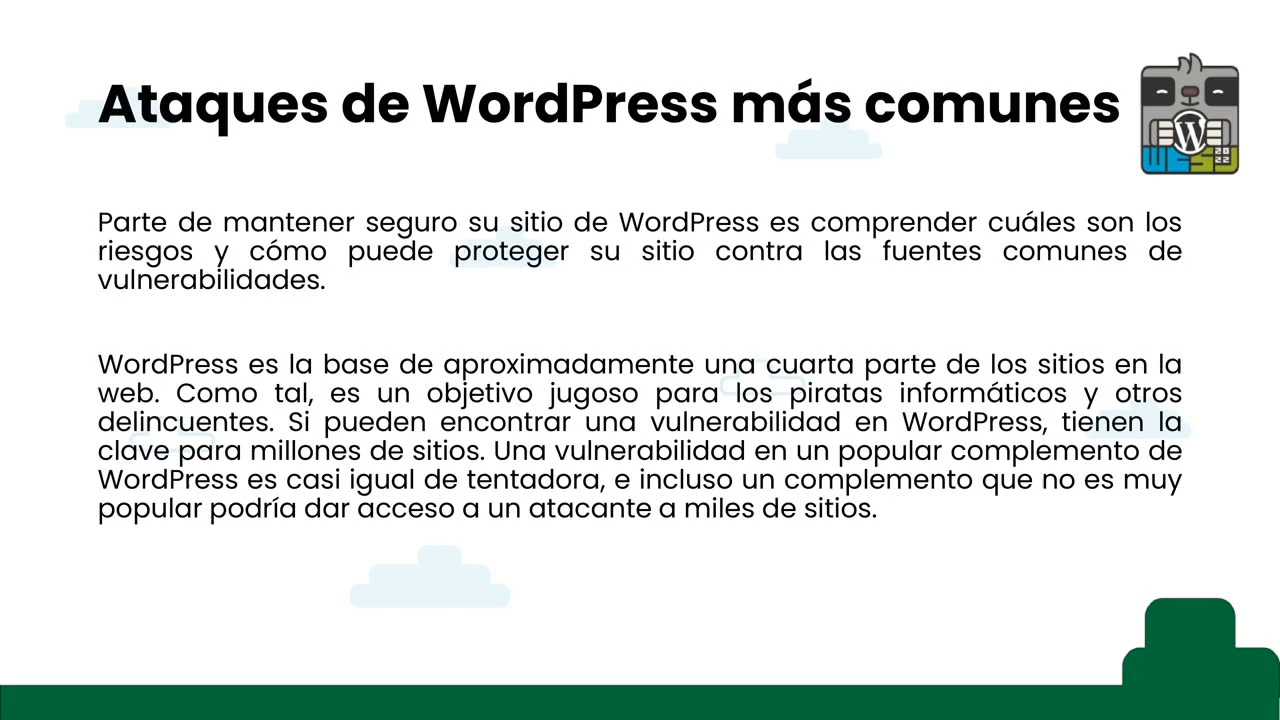 Ataques de WordPress más comunes
Parte de mantener seguro su sitio de WordPress es comprender cuáles son los
riesgos y cómo puede proteger su sitio contra las fuentes comunes de
vulnerabilidades.
WordPress es la base de aproximadamente una cuarta parte de los sitios en la
web. Como tal, es un objetivo jugoso para los piratas informáticos y otros
delincuentes. Si pueden encontrar una vulnerabilidad en WordPress, tienen la
clave para millones de sitios. Una vulnerabilidad en un popular complemento de
WordPress es casi igual de tentadora, e incluso un complemento que no es muy
popular podría dar acceso a un atacante a miles de sitios.